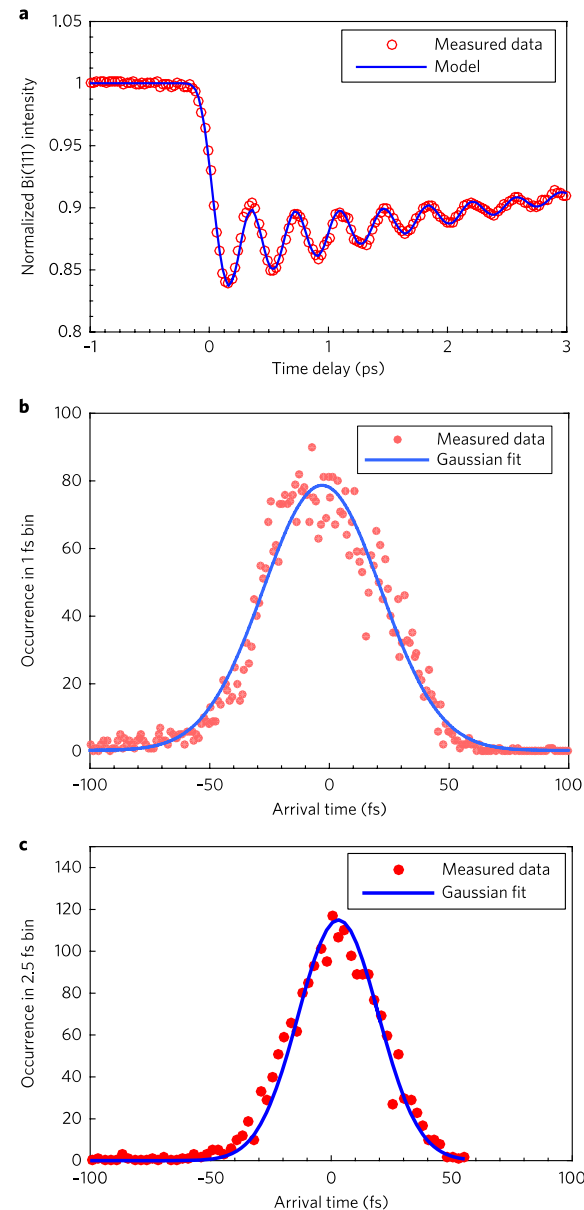 a
1.05
1
0.95
0.9
0.85
0.8
Normalized Bi(111) intensity
Measured data
Model
-1 0 1 2 3
Time delay (ps)
b
100
80
60
40
20
0
Occurrence in 1 fs bin
Measured data
Gaussian fit
-100 -50 0 50 100
Arrival time (fs)
c
140
120
100
80
60
40
20
0
Occurrence in 2.5 fs bin
Measured data
Gaussian fit
-100 -50 0 50 100
Arrival time (fs)